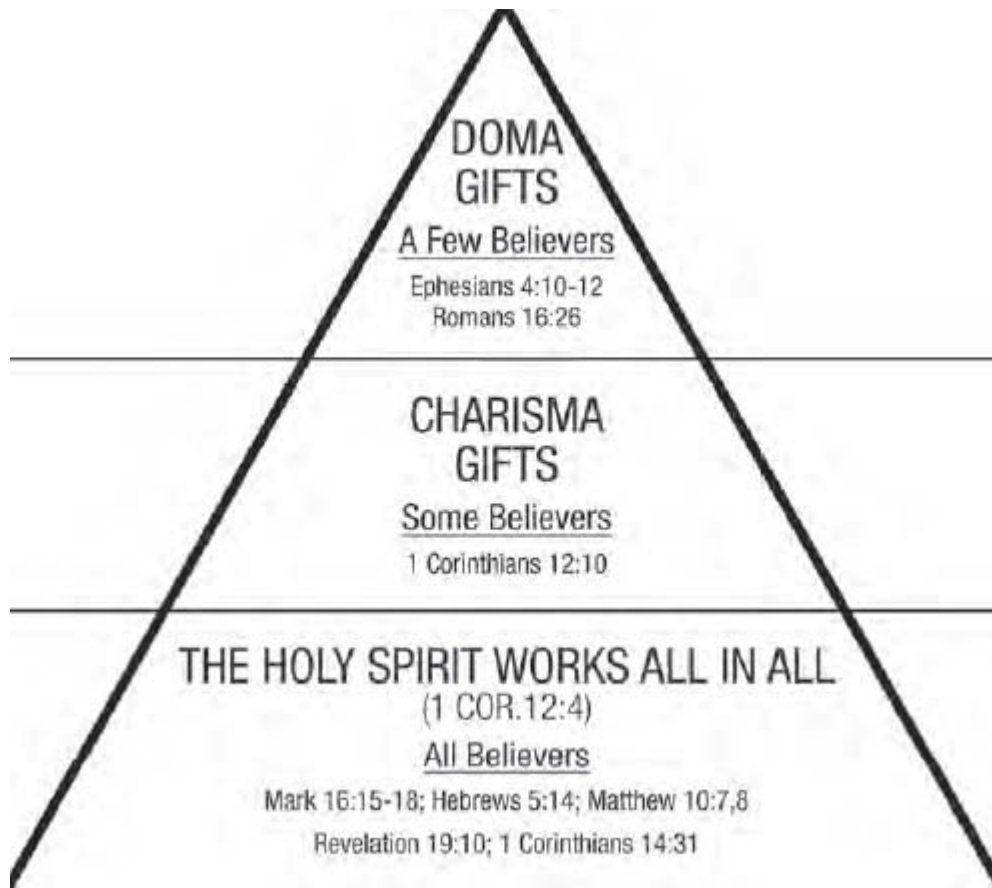 DOMA
GIFTS
A Few Believers
Ephesians 4:10-12
Romans 16:26
CHARISMA
GIFTS
Some Believers
1 Corinthians 12:10
THE HOLY SPIRIT WORKS ALL IN ALL
(1 COR.12:4)
All Believers
Mark 16:15-18; Hebrews 5:14; Matthew 10:7,8
Revelation 19:10; 1 Corinthians 14:31